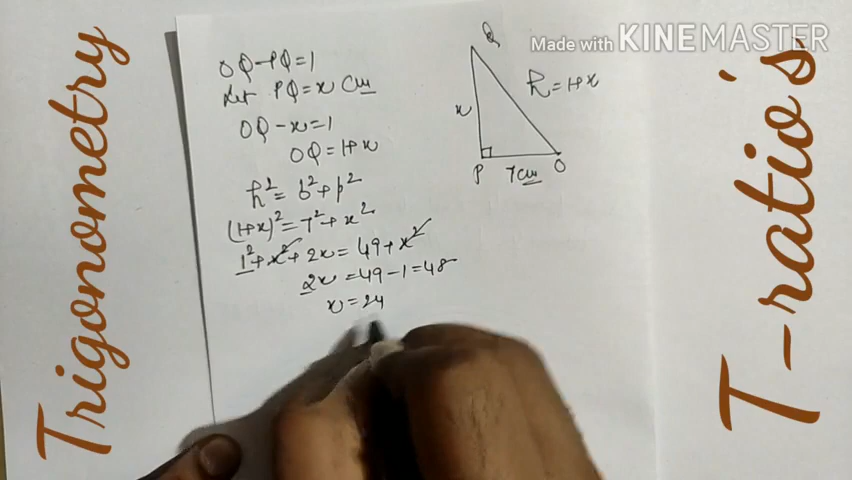 Made with KINEMASTER
Trigonometry
T-ratio's
OQ-PQ=1
Let PQ=x Cm
OQ-x=1
OQ=1+x
h²=b²+p²
(1+x)²=7²+x²
1²+x²+2x=49+x²
2x=49-1=48
x=24
Q
h=1+x
x
P
7cm
O